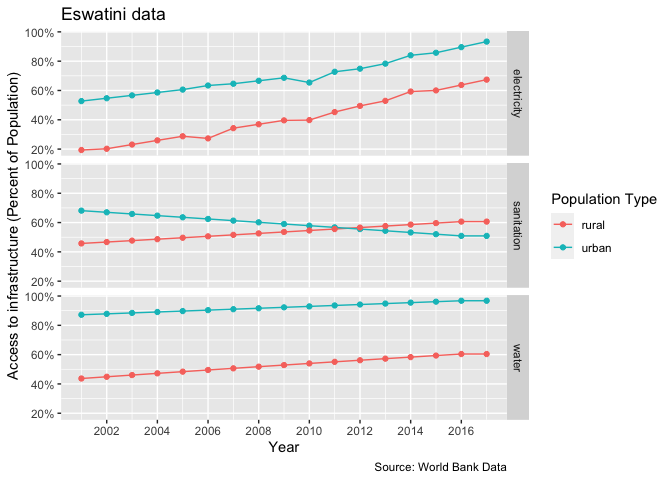 Eswatini data
Access to infrastructure (Percent of Population)
100%
80%
60%
40%
20%
electricity
100%
80%
60%
40%
20%
sanitation
100%
80%
60%
40%
20%
water
2002 2004 2006 2008 2010 2012 2014 2016
Year
Population Type
rural
urban
Source: World Bank Data